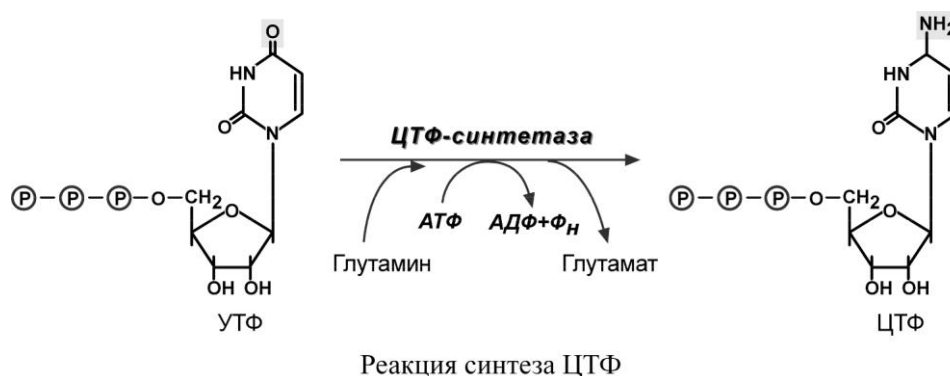 O
HN
O
N
P–P–P–O–CH2
O
OH OH
УТФ
ЦТФ-синтетаза
АТФ
АДФ+Фн
Глутамин
Глутамат
NH2
HN
O
N
P–P–P–O–CH2
O
OH OH
ЦТФ
Реакция синтеза ЦТФ